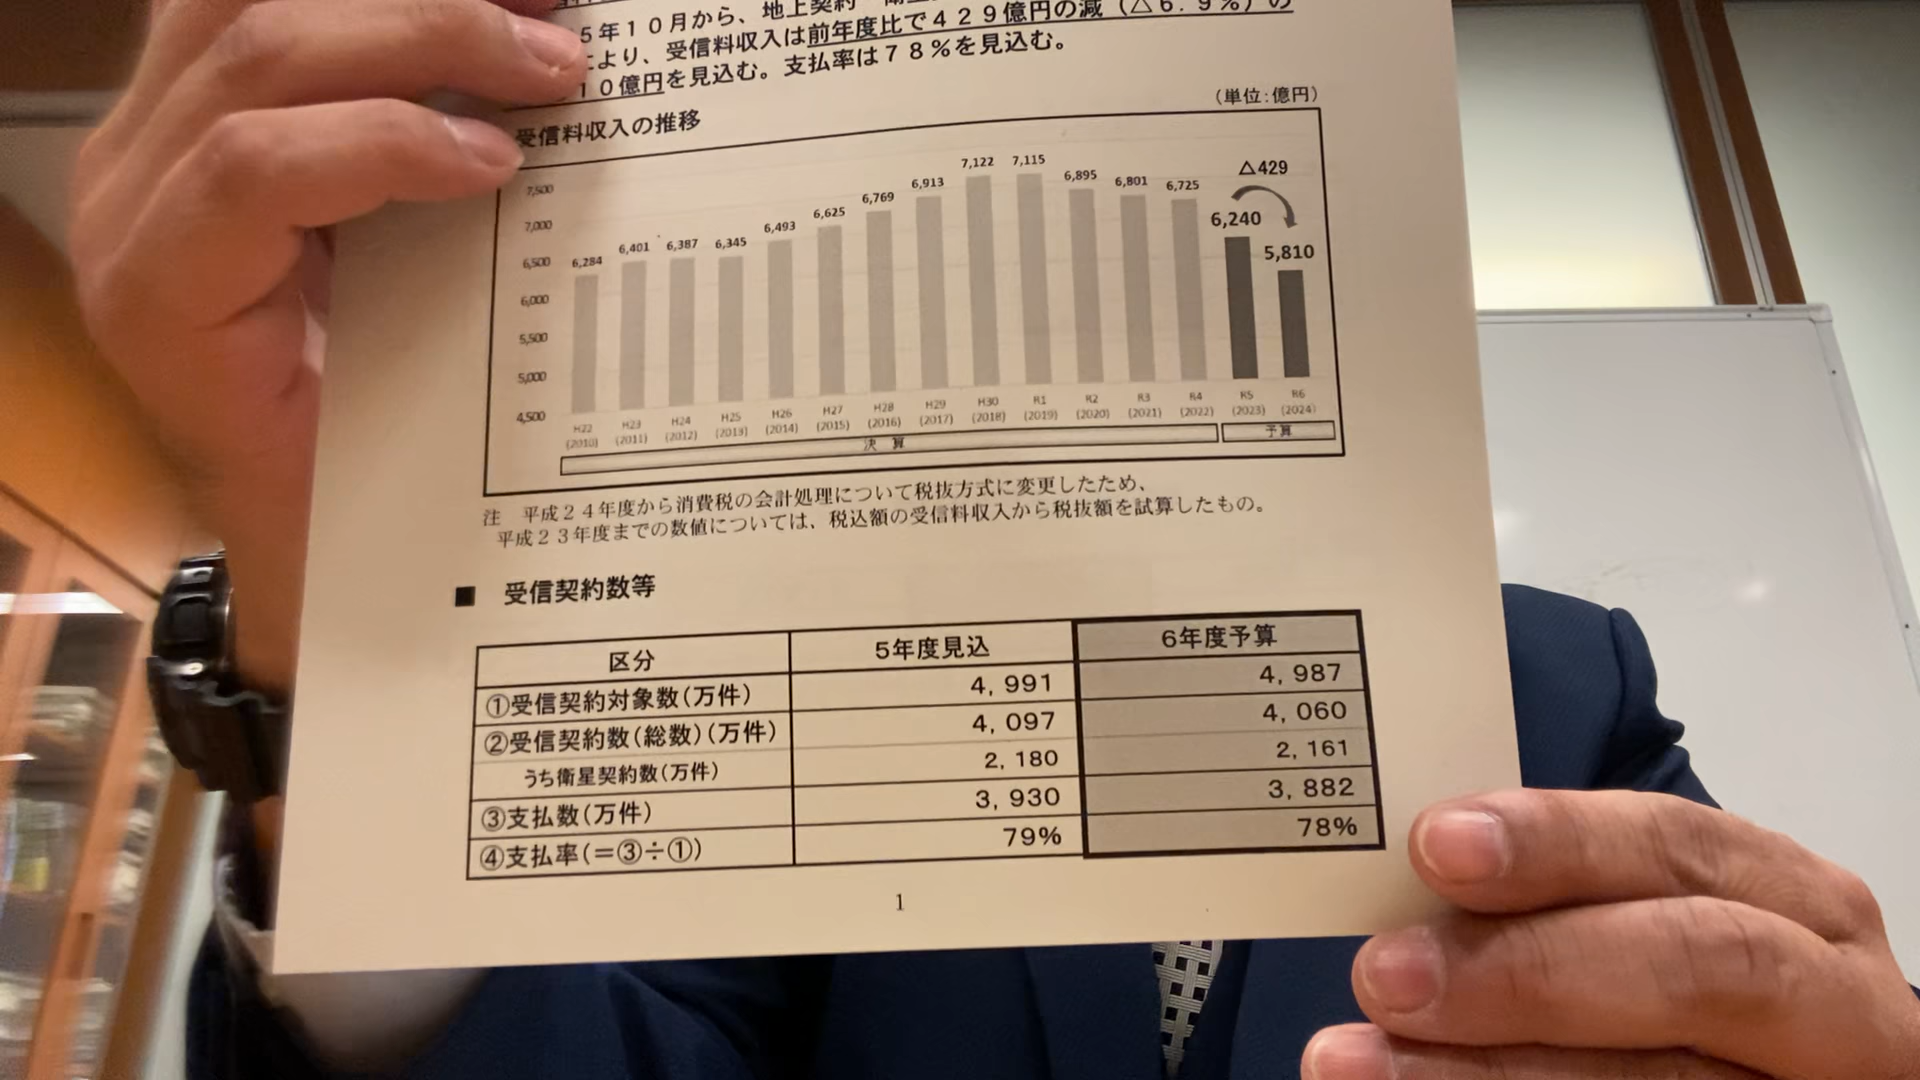 5年10月から、地上契約
により、受信料収入は前年度比で429億円の減(△6.9%)の
10億円を見込む。支払率は78%を見込む。
受信料収入の推移
(単位:億円)
7,500
7,000
6,500
6,000
5,500
5,000
4,500
6,284
6,401
6,387
6,345
6,493
6,625
6,769
6,913
7,122
7,115
6,895
6,801
6,725
△429
6,240
5,810
H22 H23 H24 H25 H26 H27 H28 H29 H30 R1 R2 R3 R4 R5 R6
(2010) (2011) (2012) (2013) (2014) (2015) (2016) (2017) (2018) (2019) (2020) (2021) (2022) (2023) (2024)
決 算 予算
注 平成24年度から消費税の会計処理について税抜方式に変更したため、
平成23年度までの数値については、税込額の受信料収入から税抜額を試算したもの。
■ 受信契約数等
区分 5年度見込 6年度予算
①受信契約対象数(万件) 4,991 4,987
②受信契約数(総数)(万件) 4,097 4,060
うち衛星契約数(万件) 2,180 2,161
③支払数(万件) 3,930 3,882
④支払率(=③÷①) 79% 78%
1